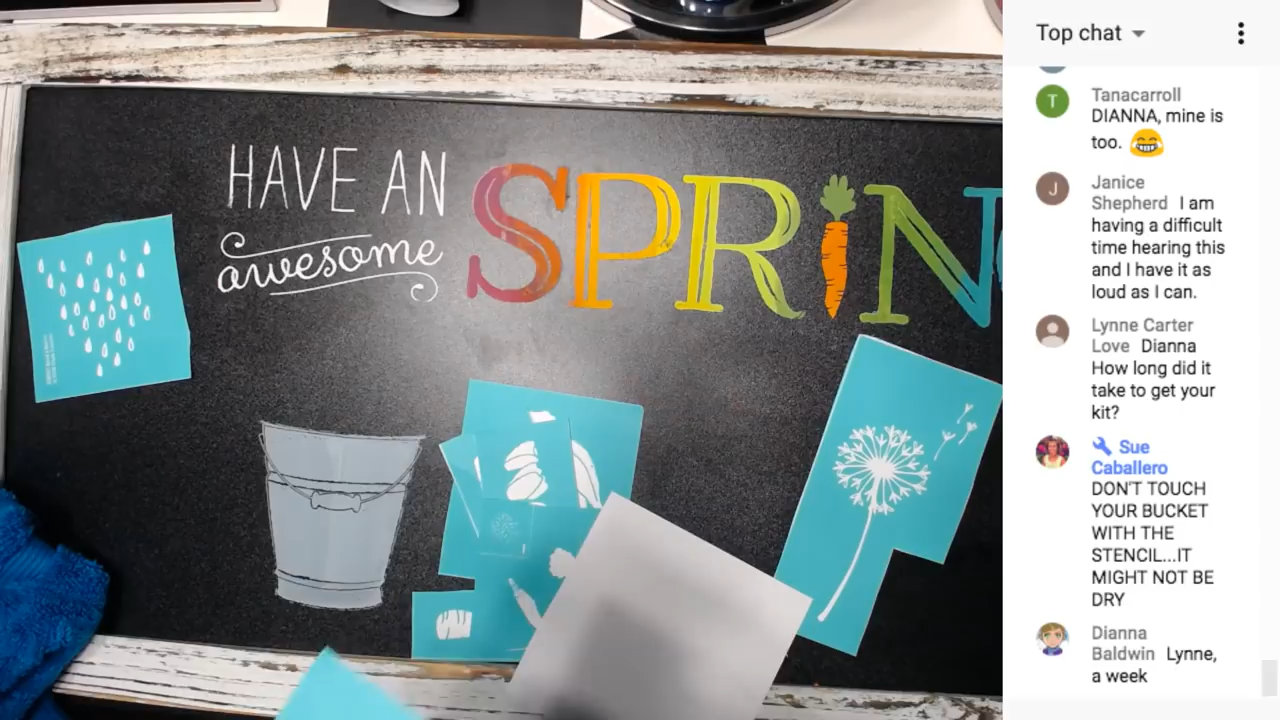 HAVE AN
awesome
SPRIN
Top chat
Tanacarroll
DIANNA, mine is
too. 😂
J
Janice
Shepherd I am
having a difficult
time hearing this
and I have it as
loud as I can.
Lynne Carter
Love Dianna
How long did it
take to get your
kit?
Sue
Caballero
DON'T TOUCH
YOUR BUCKET
WITH THE
STENCIL...IT
MIGHT NOT BE
DRY
Dianna
Baldwin Lynne,
a week
T